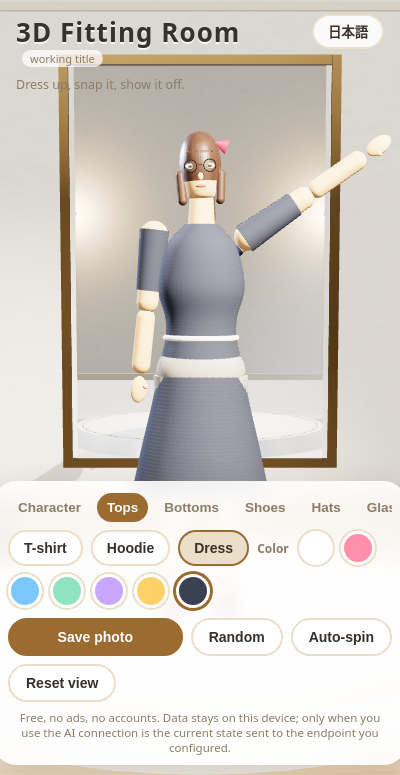 3D Fitting Room
日本語
working title
Dress up, snap it, show it off.
Character Tops Bottoms Shoes Hats Glas
T-shirt Hoodie Dress Color
Save photo Random Auto-spin
Reset view
Free, no ads, no accounts. Data stays on this device; only when you
use the AI connection is the current state sent to the endpoint you
configured.